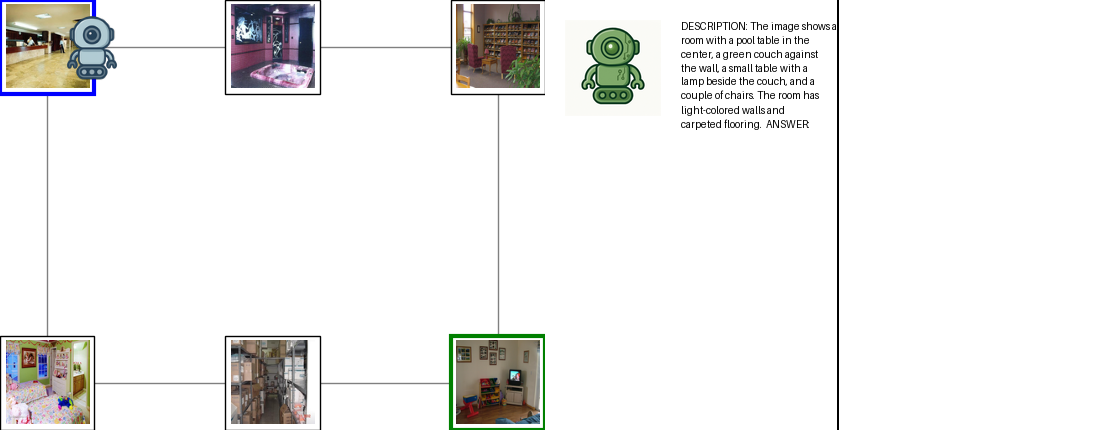 DESCRIPTION: The image shows a
room with a pool table in the
center, a green couch against
the wall, a small table with a
lamp beside the couch, and a
couple of chairs. The room has
light-colored walls and
carpeted flooring.  ANSWER: